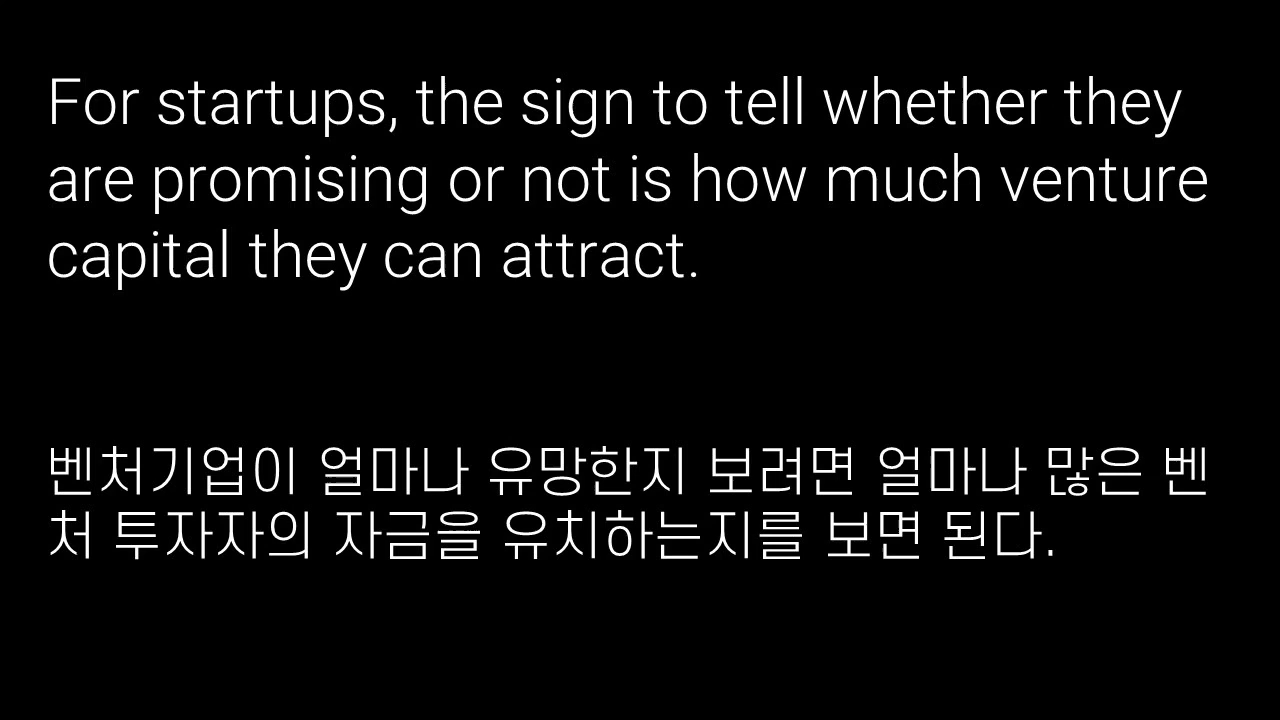 For startups, the sign to tell whether they
are promising or not is how much venture
capital they can attract.
벤처기업이 얼마나 유망한지 보려면 얼마나 많은 벤
처 투자자의 자금을 유치하는지를 보면 된다.